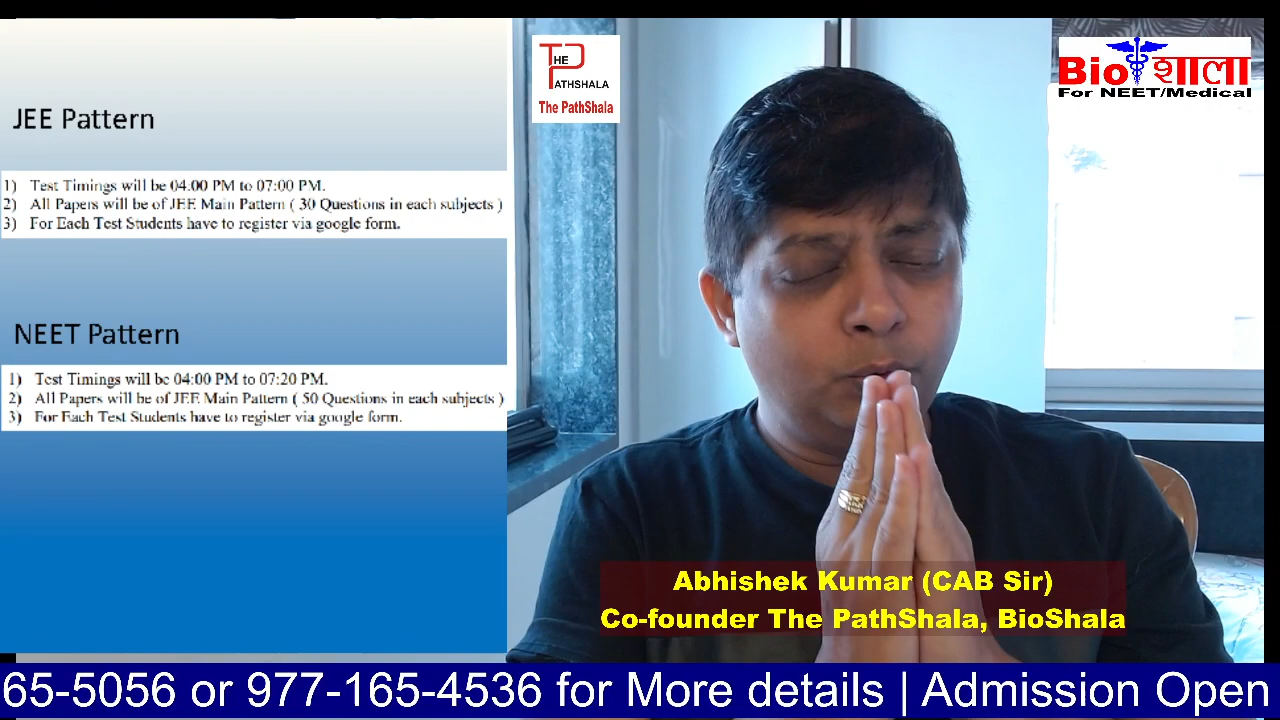 JEE Pattern
1) Test Timings will be 04.00 PM to 07:00 PM.
2) All Papers will be of JEE Main Pattern ( 30 Questions in each subjects )
3) For Each Test Students have to register via google form.
NEET Pattern
1) Test Timings will be 04:00 PM to 07:20 PM.
2) All Papers will be of JEE Main Pattern ( 50 Questions in each subjects )
3) For Each Test Students have to register via google form.
THE
PATHSHALA
The PathShala
Bio शाला
For NEET/Medical
Abhishek Kumar (CAB Sir)
Co-founder The PathShala, BioShala
65-5056 or 977-165-4536 for More details | Admission Open